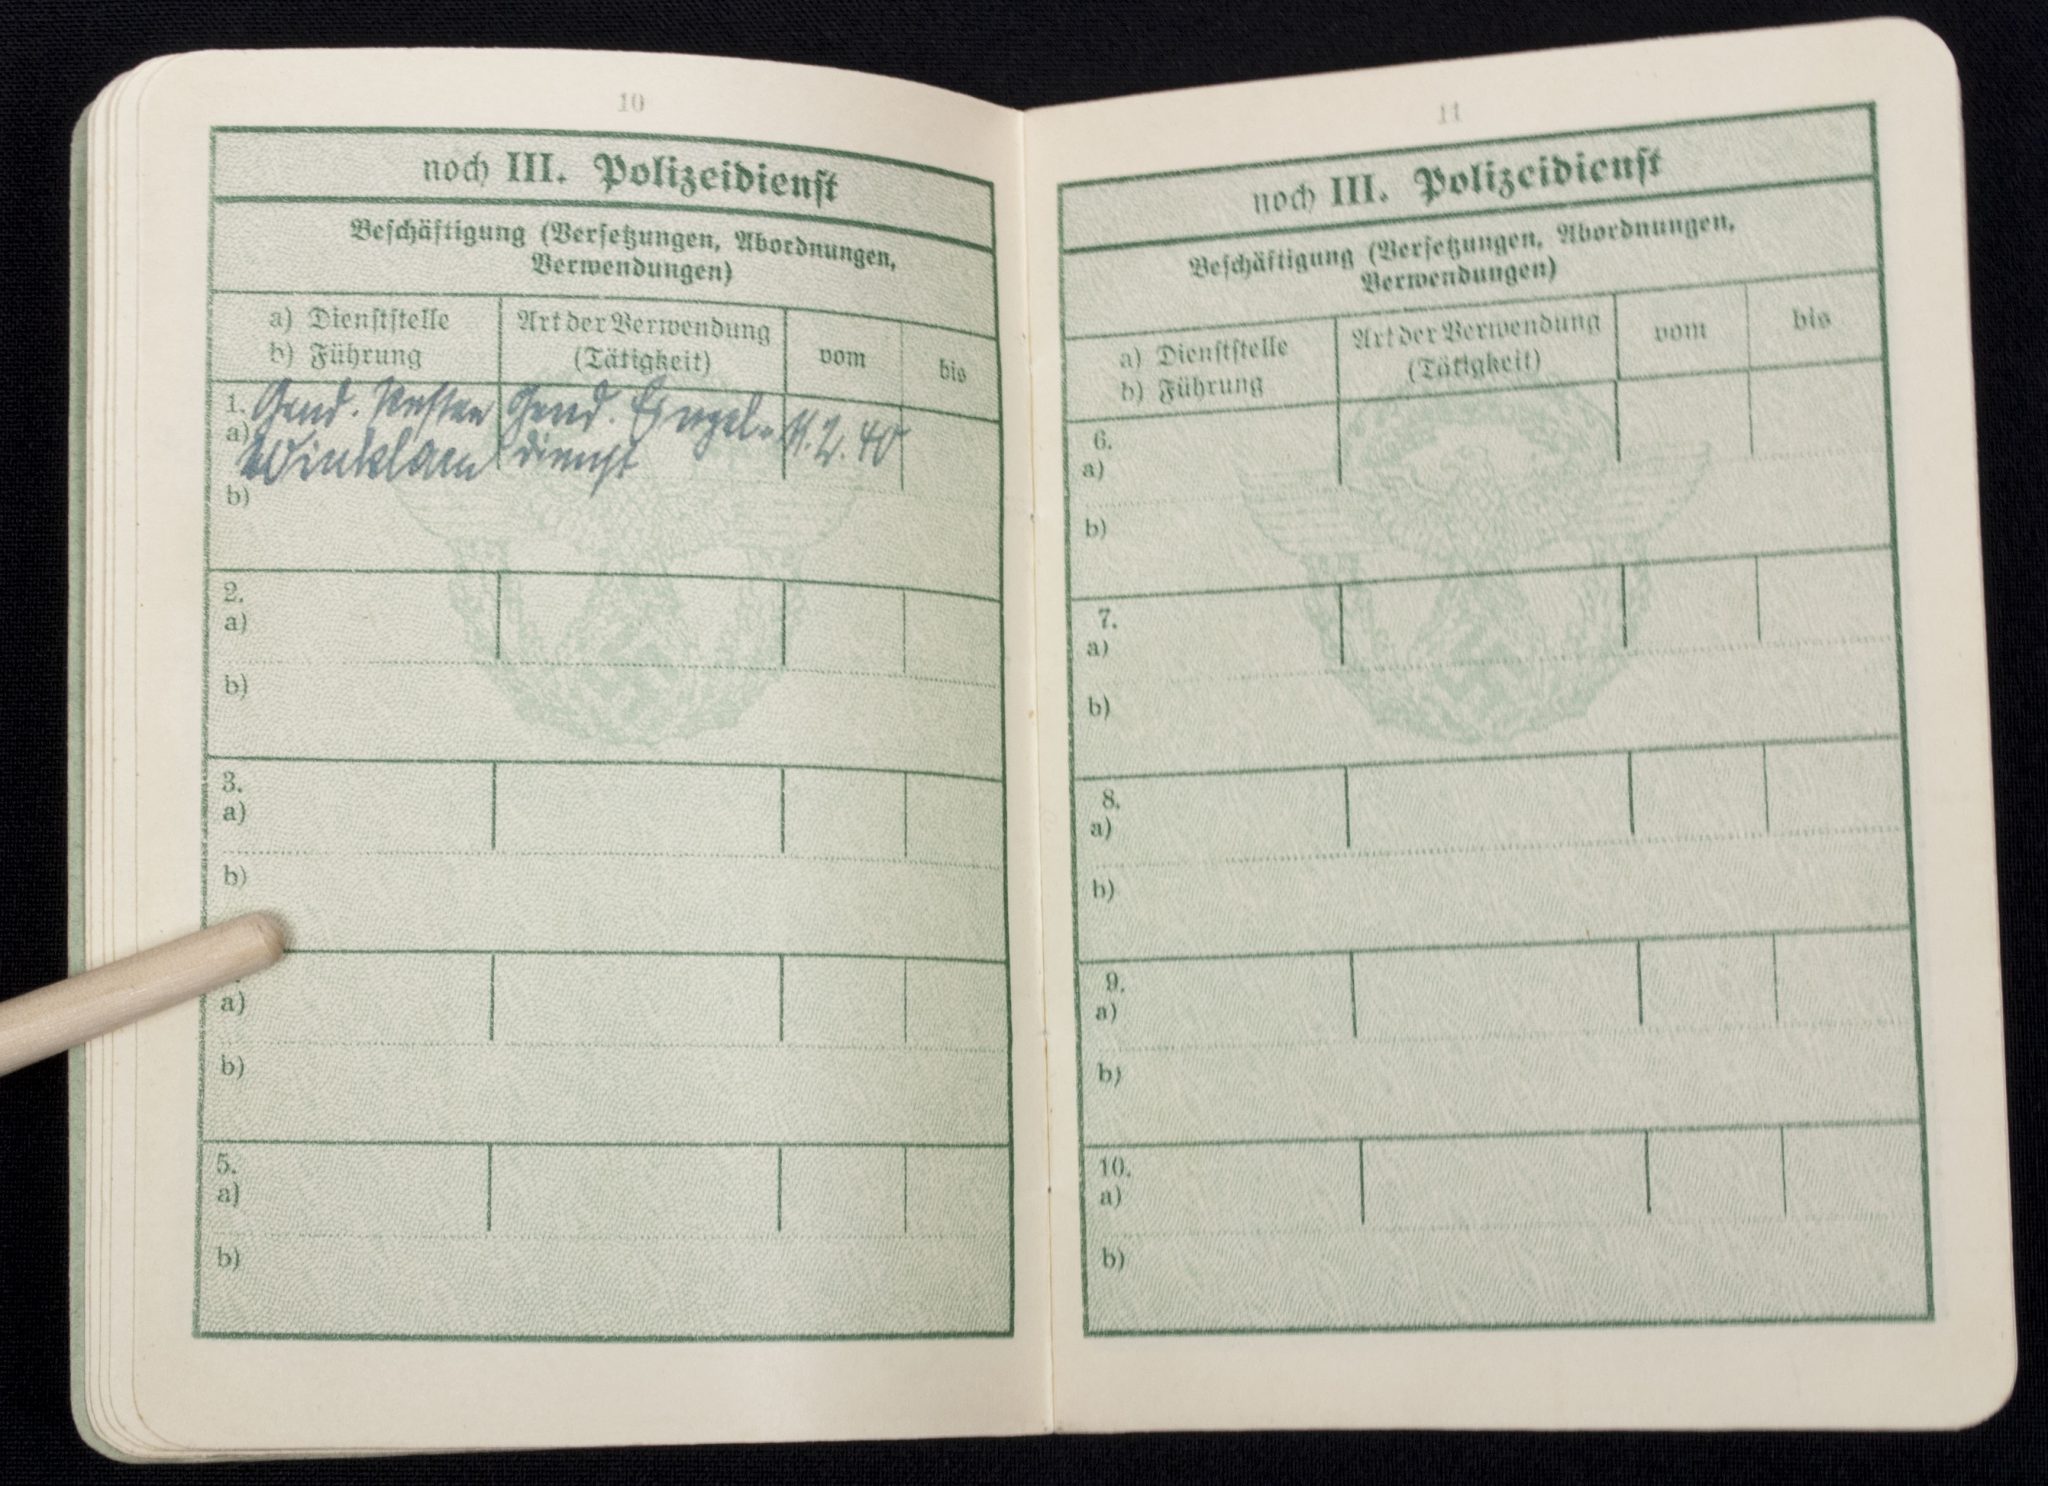 10
noch III. Polizeidienst
Beschäftigung (Versetzungen, Abordnungen,
Verwendungen)
a) Dienststelle
b) Führung
Art der Verwendung
(Tätigkeit)
vom
bis
1.
a)
Gend. Posten
Winklarn
Gend. Einzel-
dienst
11.2.40
b)
2.
a)
b)
3.
a)
b)
a)
b)
5.
a)
b)
11
noch III. Polizeidienst
Beschäftigung (Versetzungen, Abordnungen,
Verwendungen)
a) Dienststelle
b) Führung
Art der Verwendung
(Tätigkeit)
vom
bis
6.
a)
b)
7.
a)
b)
8.
a)
b)
9.
a)
b)
10.
a)
b)